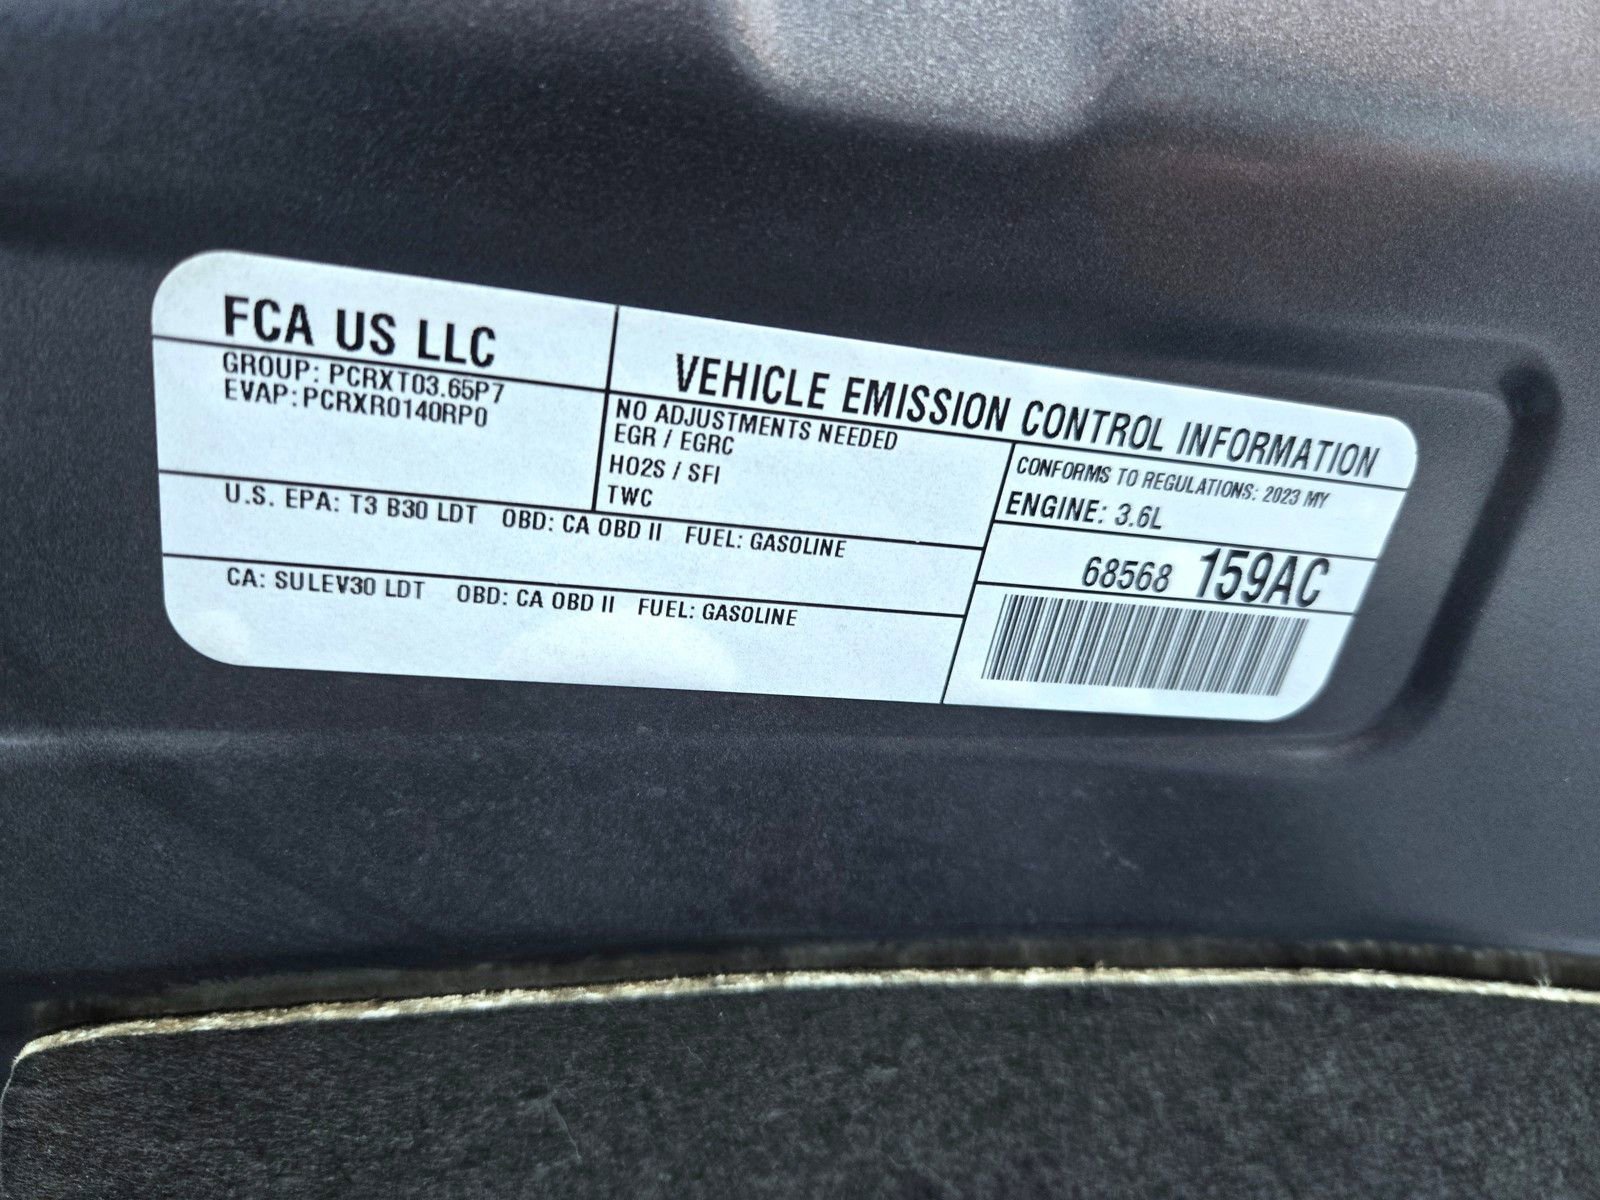 FCA US LLC
VEHICLE EMISSION CONTROL INFORMATION
GROUP: PCRXT03.65P7
EVAP: PCRXR0140RP0
NO ADJUSTMENTS NEEDED
EGR / EGRC
HO2S / SFI
TWC
CONFORMS TO REGULATIONS: 2023 MY
ENGINE: 3.6L
U.S. EPA: T3 B30 LDT OBD: CA OBD II FUEL: GASOLINE
CA: SULEV30 LDT OBD: CA OBD II FUEL: GASOLINE
68568 159AC